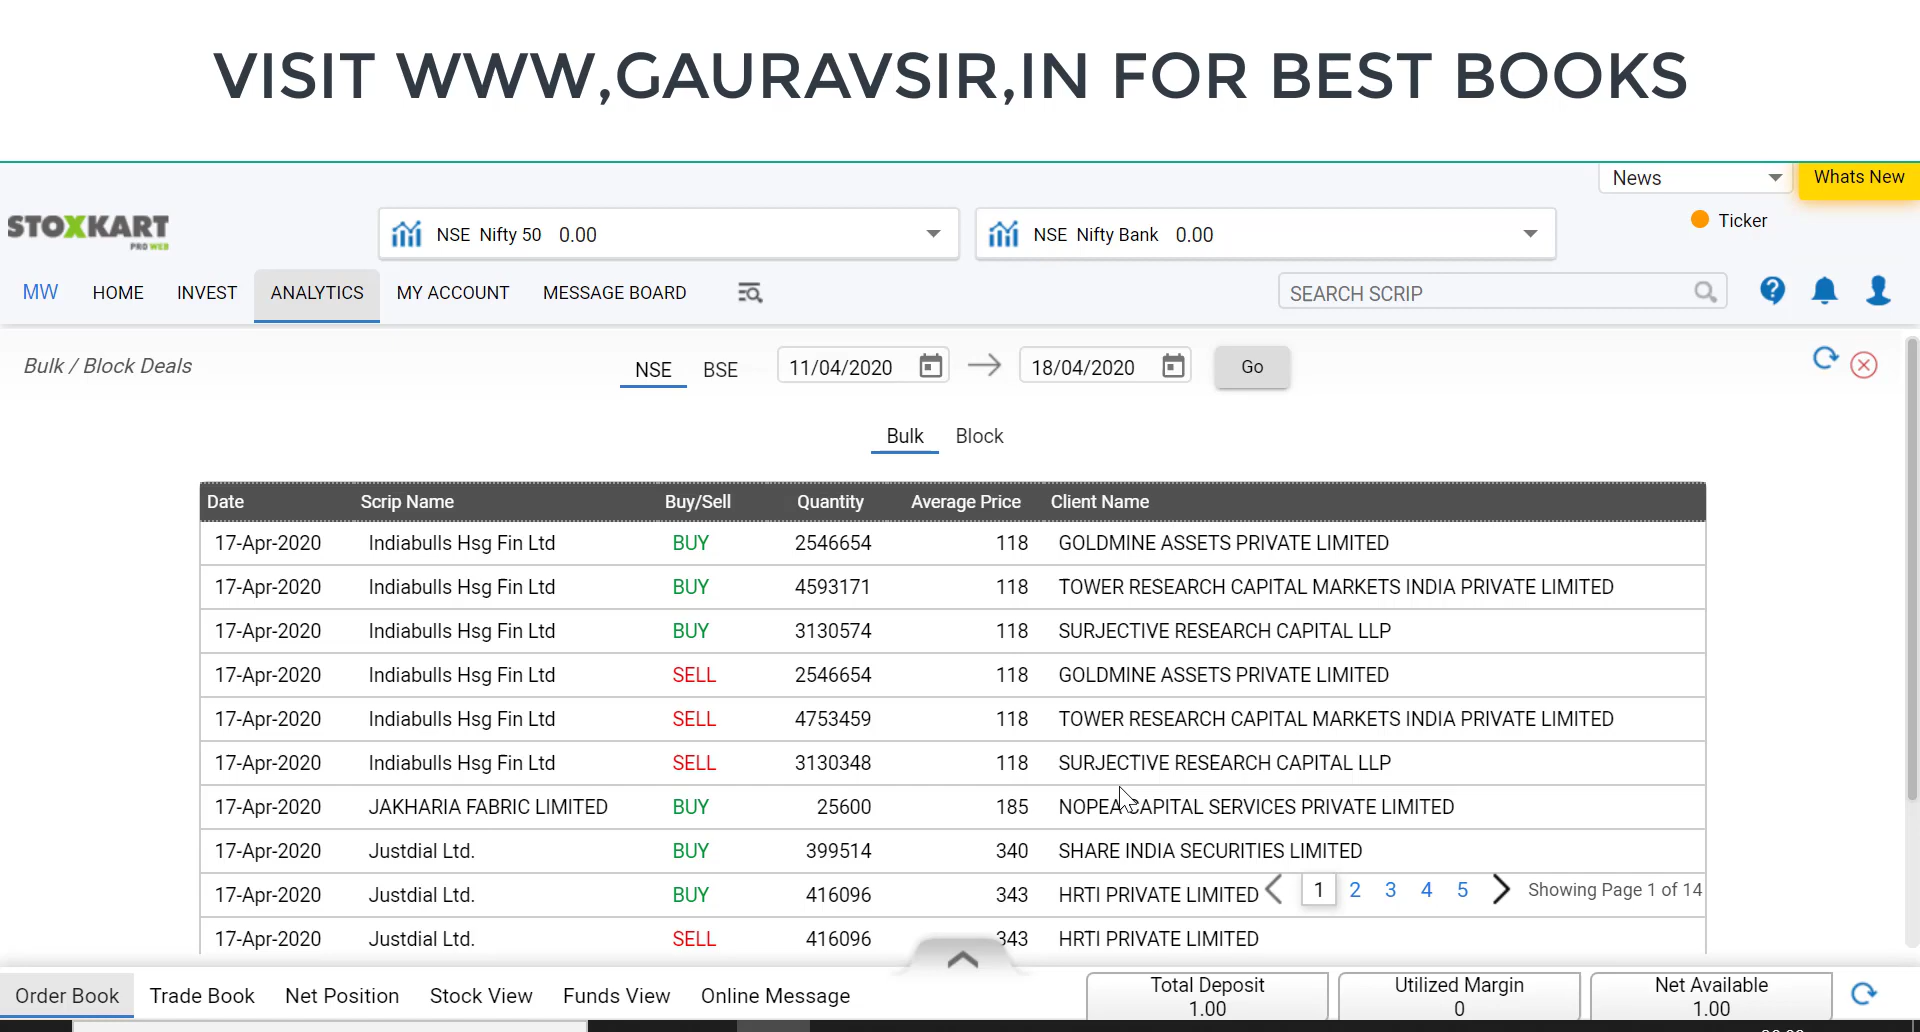 VISIT WWW,GAURAVSIR,IN FOR BEST BOOKS
News Whats New
STOXKART PRO WEB NSE Nifty 50 0.00 NSE Nifty Bank 0.00 Ticker
MW HOME INVEST ANALYTICS MY ACCOUNT MESSAGE BOARD SEARCH SCRIP
Bulk / Block Deals NSE BSE 11/04/2020 18/04/2020 Go
Bulk Block
Date Scrip Name Buy/Sell Quantity Average Price Client Name
17-Apr-2020 Indiabulls Hsg Fin Ltd BUY 2546654 118 GOLDMINE ASSETS PRIVATE LIMITED
17-Apr-2020 Indiabulls Hsg Fin Ltd BUY 4593171 118 TOWER RESEARCH CAPITAL MARKETS INDIA PRIVATE LIMITED
17-Apr-2020 Indiabulls Hsg Fin Ltd BUY 3130574 118 SURJECTIVE RESEARCH CAPITAL LLP
17-Apr-2020 Indiabulls Hsg Fin Ltd SELL 2546654 118 GOLDMINE ASSETS PRIVATE LIMITED
17-Apr-2020 Indiabulls Hsg Fin Ltd SELL 4753459 118 TOWER RESEARCH CAPITAL MARKETS INDIA PRIVATE LIMITED
17-Apr-2020 Indiabulls Hsg Fin Ltd SELL 3130348 118 SURJECTIVE RESEARCH CAPITAL LLP
17-Apr-2020 JAKHARIA FABRIC LIMITED BUY 25600 185 NOPEA CAPITAL SERVICES PRIVATE LIMITED
17-Apr-2020 Justdial Ltd. BUY 399514 340 SHARE INDIA SECURITIES LIMITED
17-Apr-2020 Justdial Ltd. BUY 416096 343 HRTI PRIVATE LIMITED
1 2 3 4 5 Showing Page 1 of 14
17-Apr-2020 Justdial Ltd. SELL 416096 343 HRTI PRIVATE LIMITED
Order Book Trade Book Net Position Stock View Funds View Online Message
Total Deposit 1.00
Utilized Margin 0
Net Available 1.00